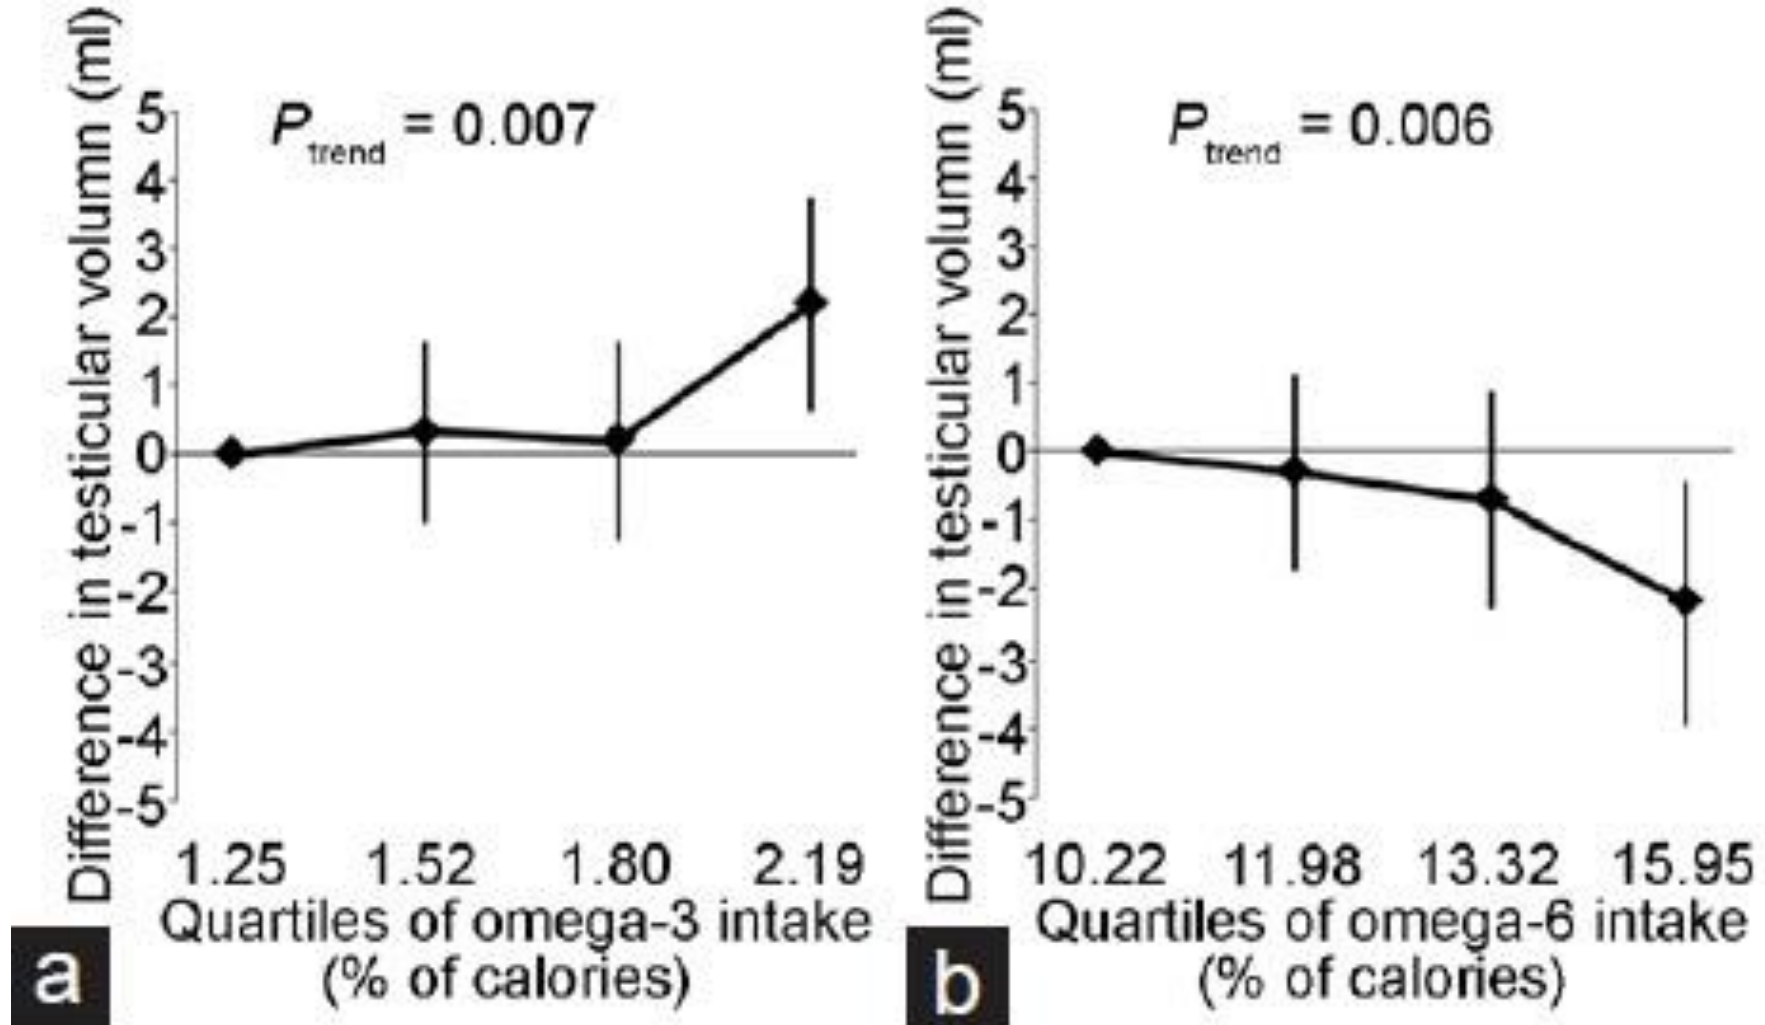 Difference in testicular volumn (ml)
P trend = 0.007
5
4
3
2
1
0
-1
-2
-3
-4
-5
1.25 1.52 1.80 2.19
Quartiles of omega-3 intake
(% of calories)
a
Difference in testicular volumn (ml)
P trend = 0.006
5
4
3
2
1
0
-1
-2
-3
-4
-5
10.22 11.98 13.32 15.95
Quartiles of omega-6 intake
(% of calories)
b